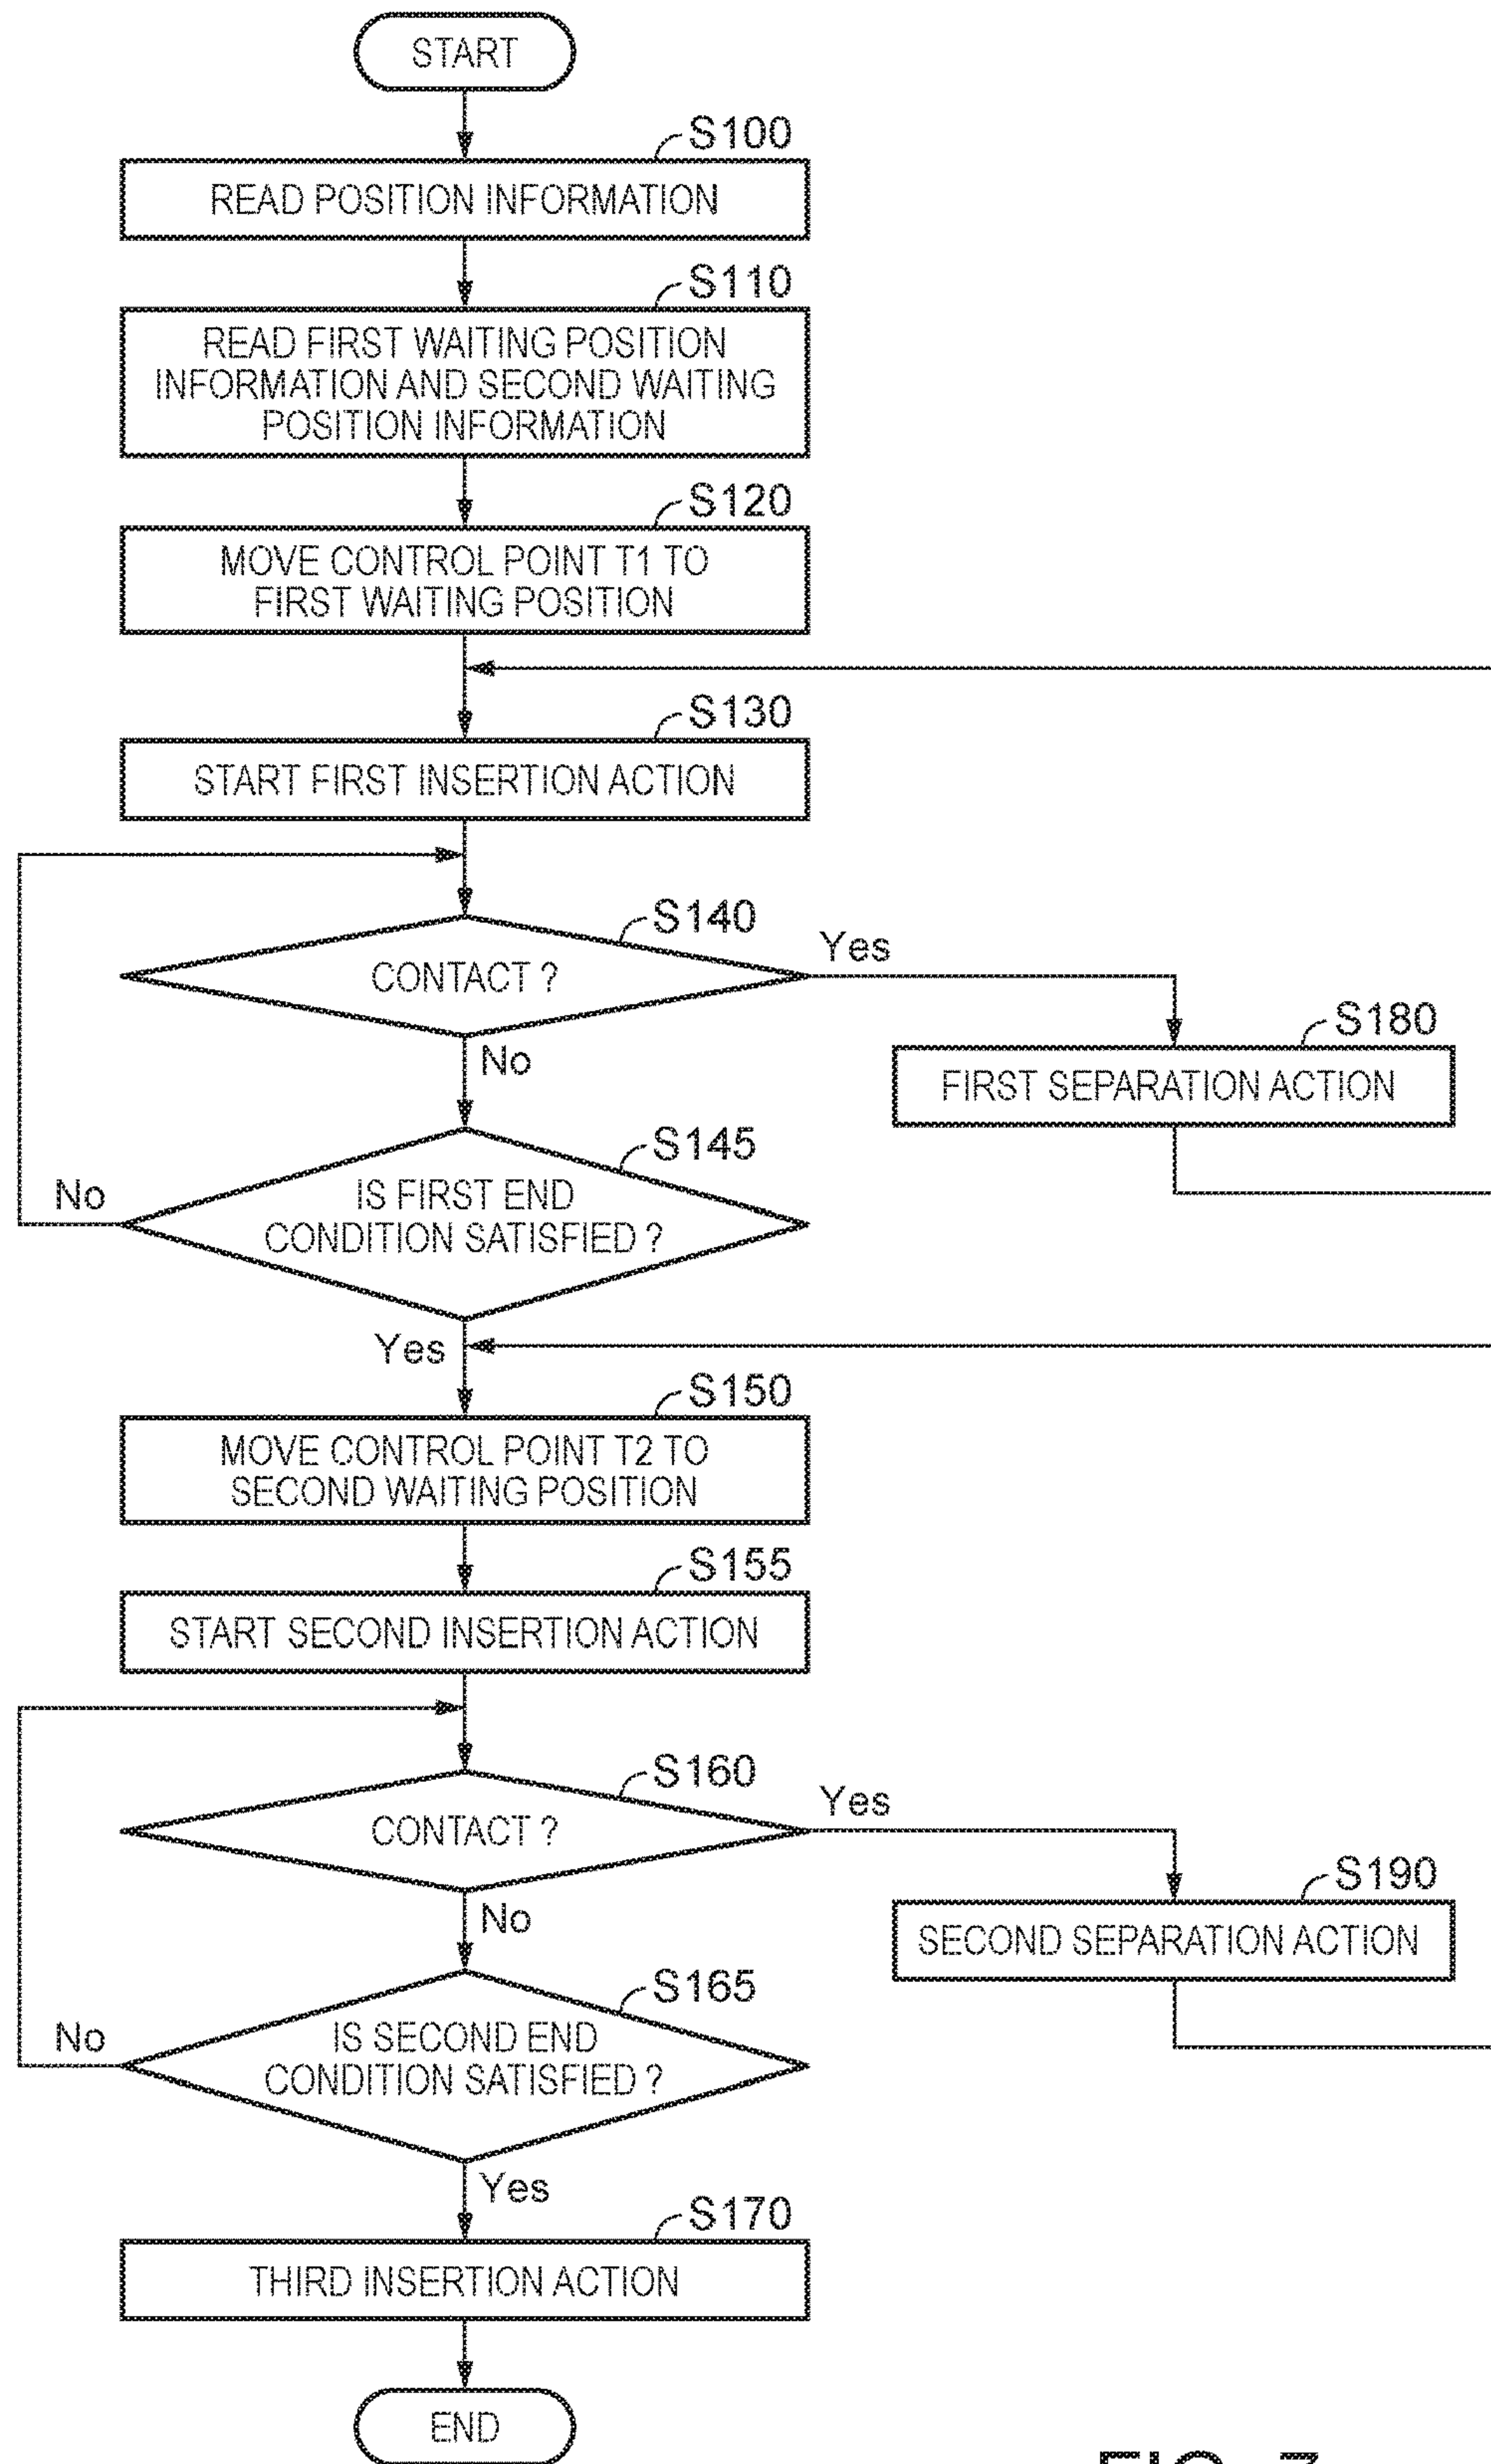 START
S100
READ POSITION INFORMATION
S110
READ FIRST WAITING POSITION
INFORMATION AND SECOND WAITING
POSITION INFORMATION
S120
MOVE CONTROL POINT T1 TO
FIRST WAITING POSITION
S130
START FIRST INSERTION ACTION
S140
CONTACT ?
Yes
S180
FIRST SEPARATION ACTION
No
S145
IS FIRST END
CONDITION SATISFIED ?
No
Yes
S150
MOVE CONTROL POINT T2 TO
SECOND WAITING POSITION
S155
START SECOND INSERTION ACTION
S160
CONTACT ?
Yes
S190
SECOND SEPARATION ACTION
No
S165
IS SECOND END
CONDITION SATISFIED ?
No
Yes
S170
THIRD INSERTION ACTION
END